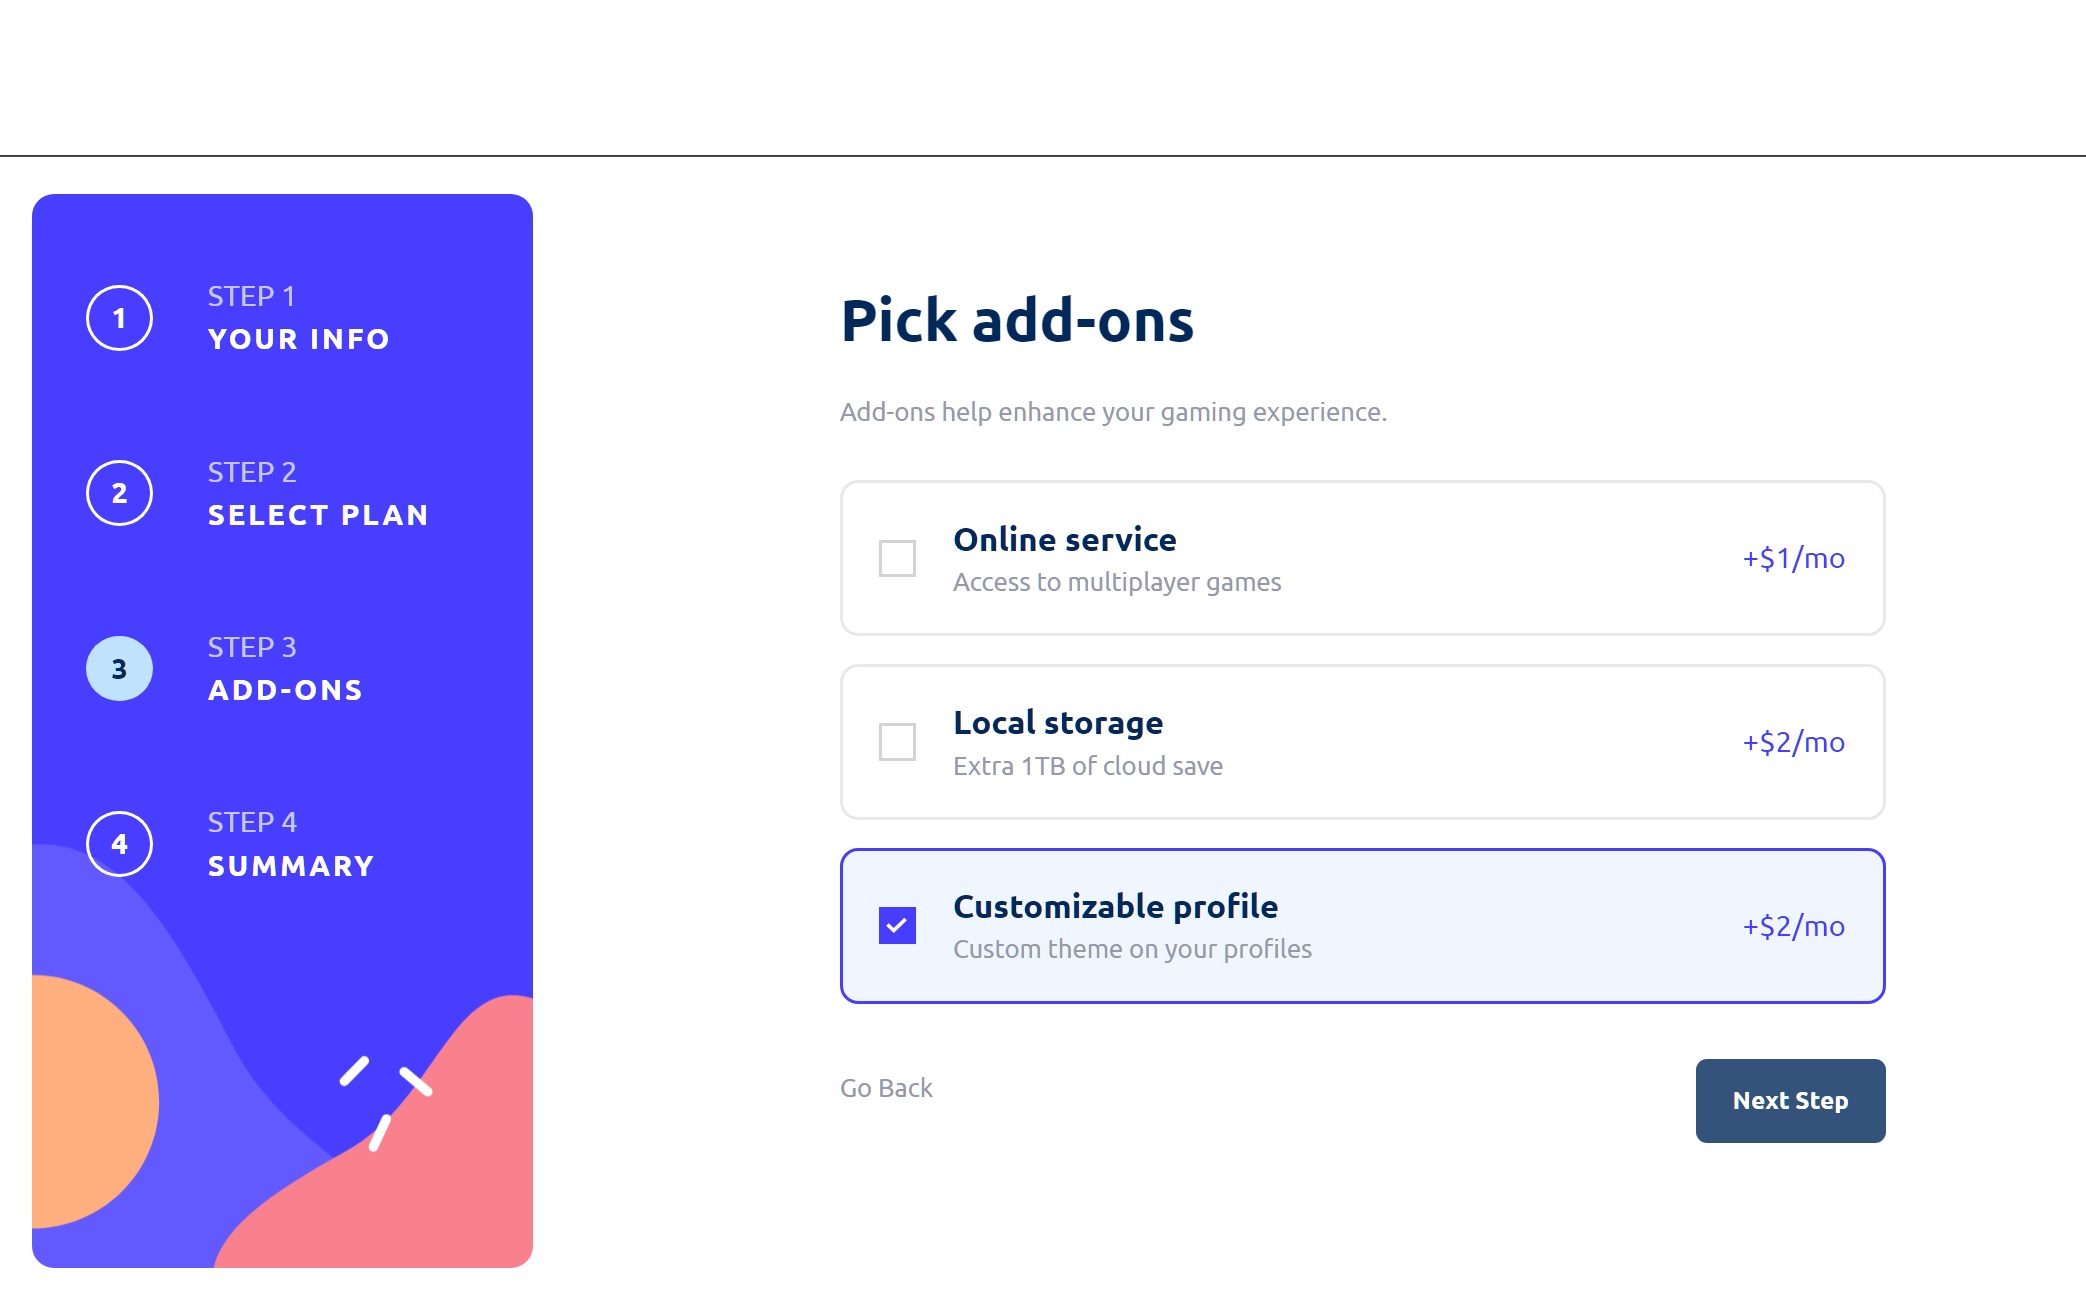 1
STEP 1
YOUR INFO
2
STEP 2
SELECT PLAN
3
STEP 3
ADD-ONS
4
STEP 4
SUMMARY
Pick add-ons
Add-ons help enhance your gaming experience.
Online service
Access to multiplayer games
+$1/mo
Local storage
Extra 1TB of cloud save
+$2/mo
Customizable profile
Custom theme on your profiles
+$2/mo
Go Back
Next Step